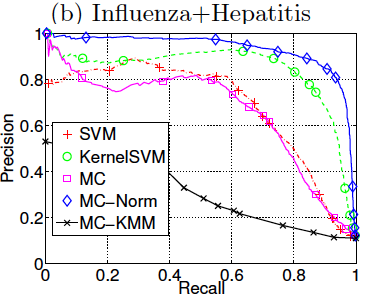 (b) Influenza+Hepatitis
1
0.8
0.6
0.4
0.2
0
Precision
SVM
KernelSVM
MC
MC-Norm
MC-KMM
0 0.2 0.4 0.6 0.8 1
Recall